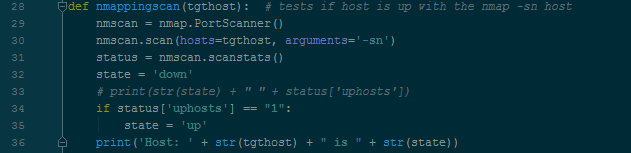 28 def nmappingscan(tgthost):  # tests if host is up with the nmap -sn host
29     nmscan = nmap.PortScanner()
30     nmscan.scan(hosts=tgthost, arguments='-sn')
31     status = nmscan.scanstats()
32     state = 'down'
33     # print(str(state) + " " + status['uphosts'])
34     if status['uphosts'] == "1":
35         state = 'up'
36     print('Host: ' + str(tgthost) + " is " + str(state))